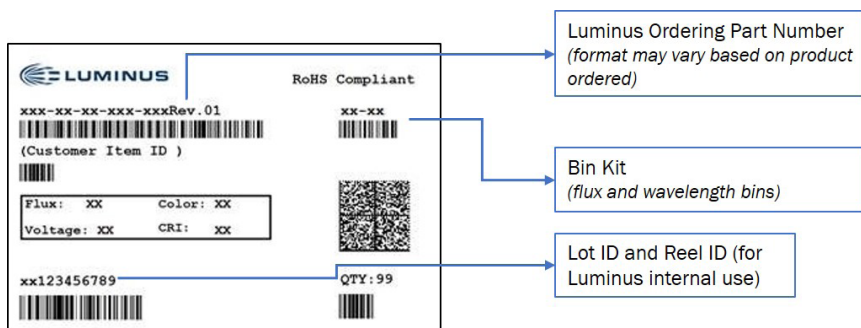 LUMINUS
RoHS Compliant
xxx-xx-xx-xxx-xxxRev.01
xx-xx
(Customer Item ID )
Flux: XX Color: XX
Voltage: XX CRI: XX
xx123456789
QTY:99
Luminus Ordering Part Number
(format may vary based on product
ordered)
Bin Kit
(flux and wavelength bins)
Lot ID and Reel ID (for
Luminus internal use)